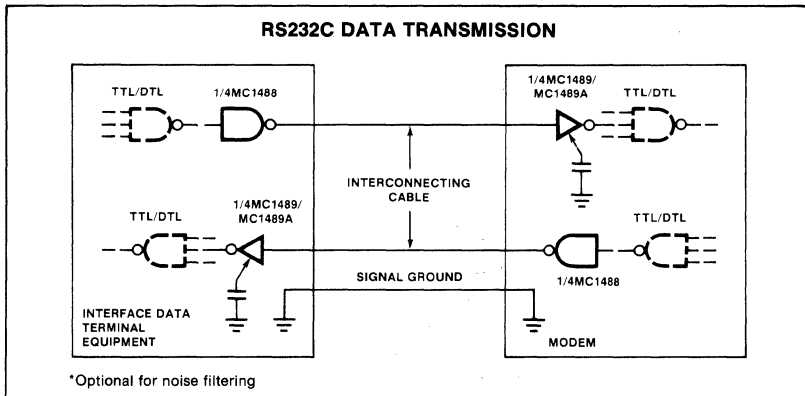 RS232C DATA TRANSMISSION
TTL/DTL
1/4MC1488
1/4MC1489/
MC1489A
TTL/DTL
INTERCONNECTING
CABLE
TTL/DTL
1/4MC1489/
MC1489A
TTL/DTL
1/4MC1488
SIGNAL GROUND
INTERFACE DATA
TERMINAL
EQUIPMENT
MODEM
*Optional for noise filtering